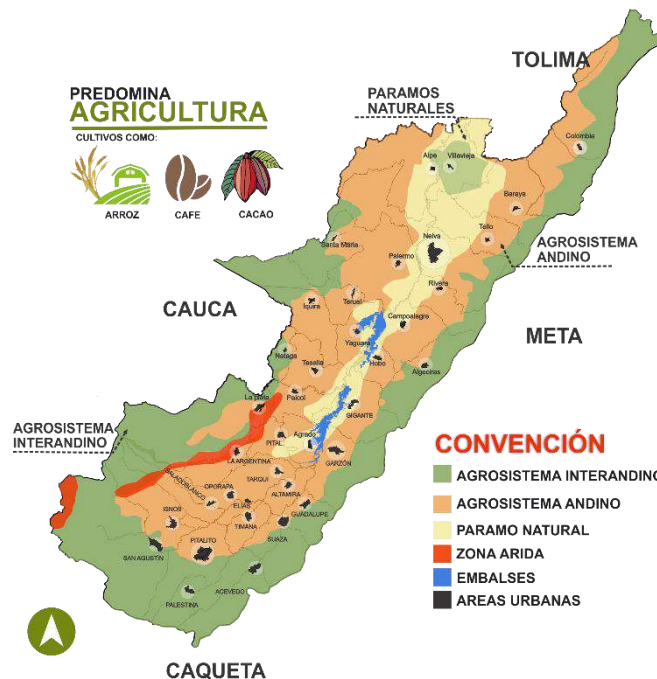 TOLIMA
PREDOMINA
AGRICULTURA
CULTIVOS COMO:
ARROZ
CAFE
CACAO
PARAMOS
NATURALES
Colombia
Aipe
Villavieja
Baraya
Tello
Neiva
Santa Maria
Palermo
AGROSISTEMA
ANDINO
Rivera
CAUCA
Iquira
Teruel
Campoalegre
META
Yaguara
Hobo
Nataga
Tesalia
Algeciras
La plata
Paicol
GIGANTE
AGROSISTEMA
INTERANDINO
PITAL
Agrado
LA ARGENTINA
GARZÓN
TARQUI
SALADOBLANCO
OPORAPA
ALTAMIRA
ELIAS
ISNOS
GUADALUPE
TIMANA
PITALITO
SUAZA
SAN AGUSTÍN
ACEVEDO
PALESTINA
CAQUETA
CONVENCIÓN
AGROSISTEMA INTERANDINO
AGROSISTEMA ANDINO
PARAMO NATURAL
ZONA ARIDA
EMBALSES
AREAS URBANAS